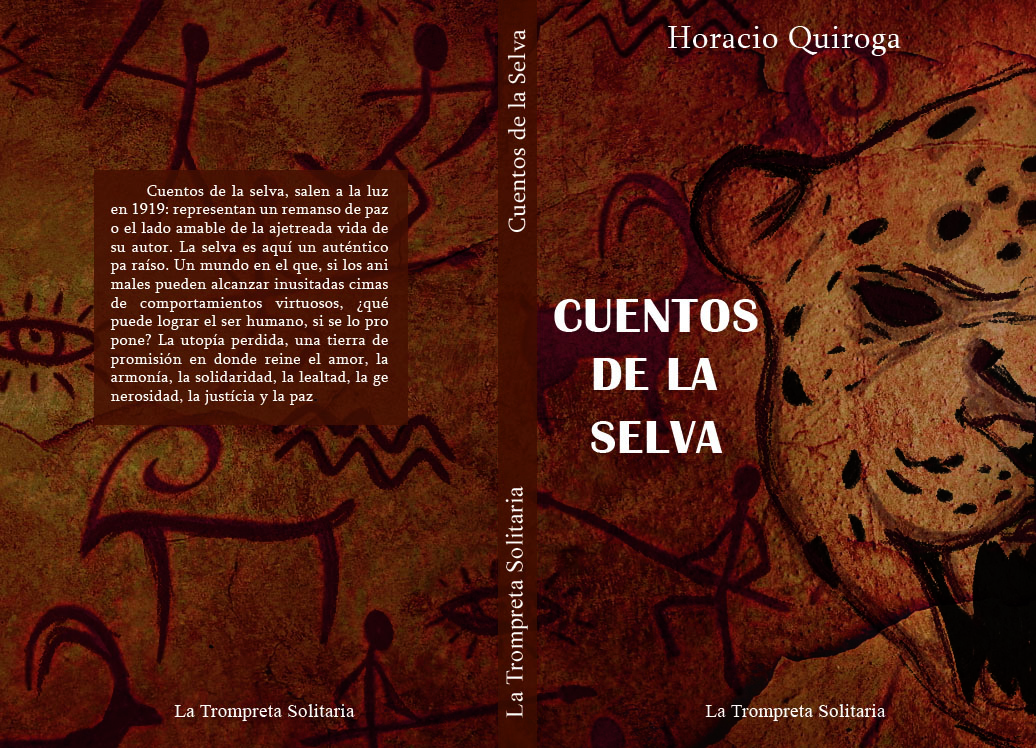 Cuentos de la selva, salen a la luz
en 1919: representan un remanso de paz
o el lado amable de la ajetreada vida de
su autor. La selva es aquí un auténtico
pa raíso. Un mundo en el que, si los ani
males pueden alcanzar inusitadas cimas
de comportamientos virtuosos, ¿qué
puede lograr el ser humano, si se lo pro
pone? La utopía perdida, una tierra de
promisión en donde reine el amor, la
armonía, la solidaridad, la lealtad, la ge
nerosidad, la justícia y la paz
La Trompreta Solitaria
Cuentos de la Selva
La Trompreta Solitaria
Horacio Quiroga
CUENTOS
DE LA
SELVA
La Trompreta Solitaria